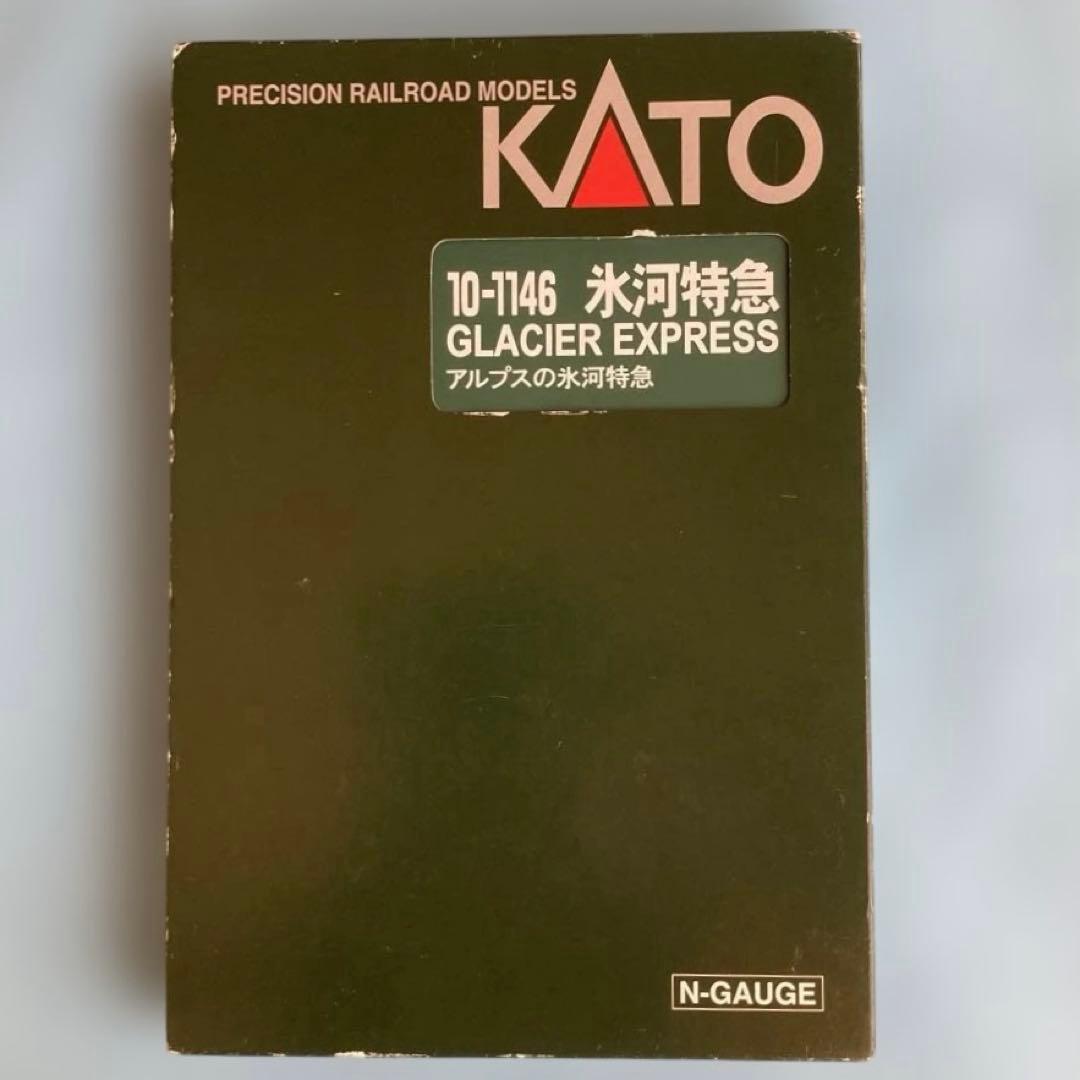 PRECISION RAILROAD MODELS
KATO
10-1146 氷河特急
GLACIER EXPRESS
アルプスの氷河特急
N-GAUGE